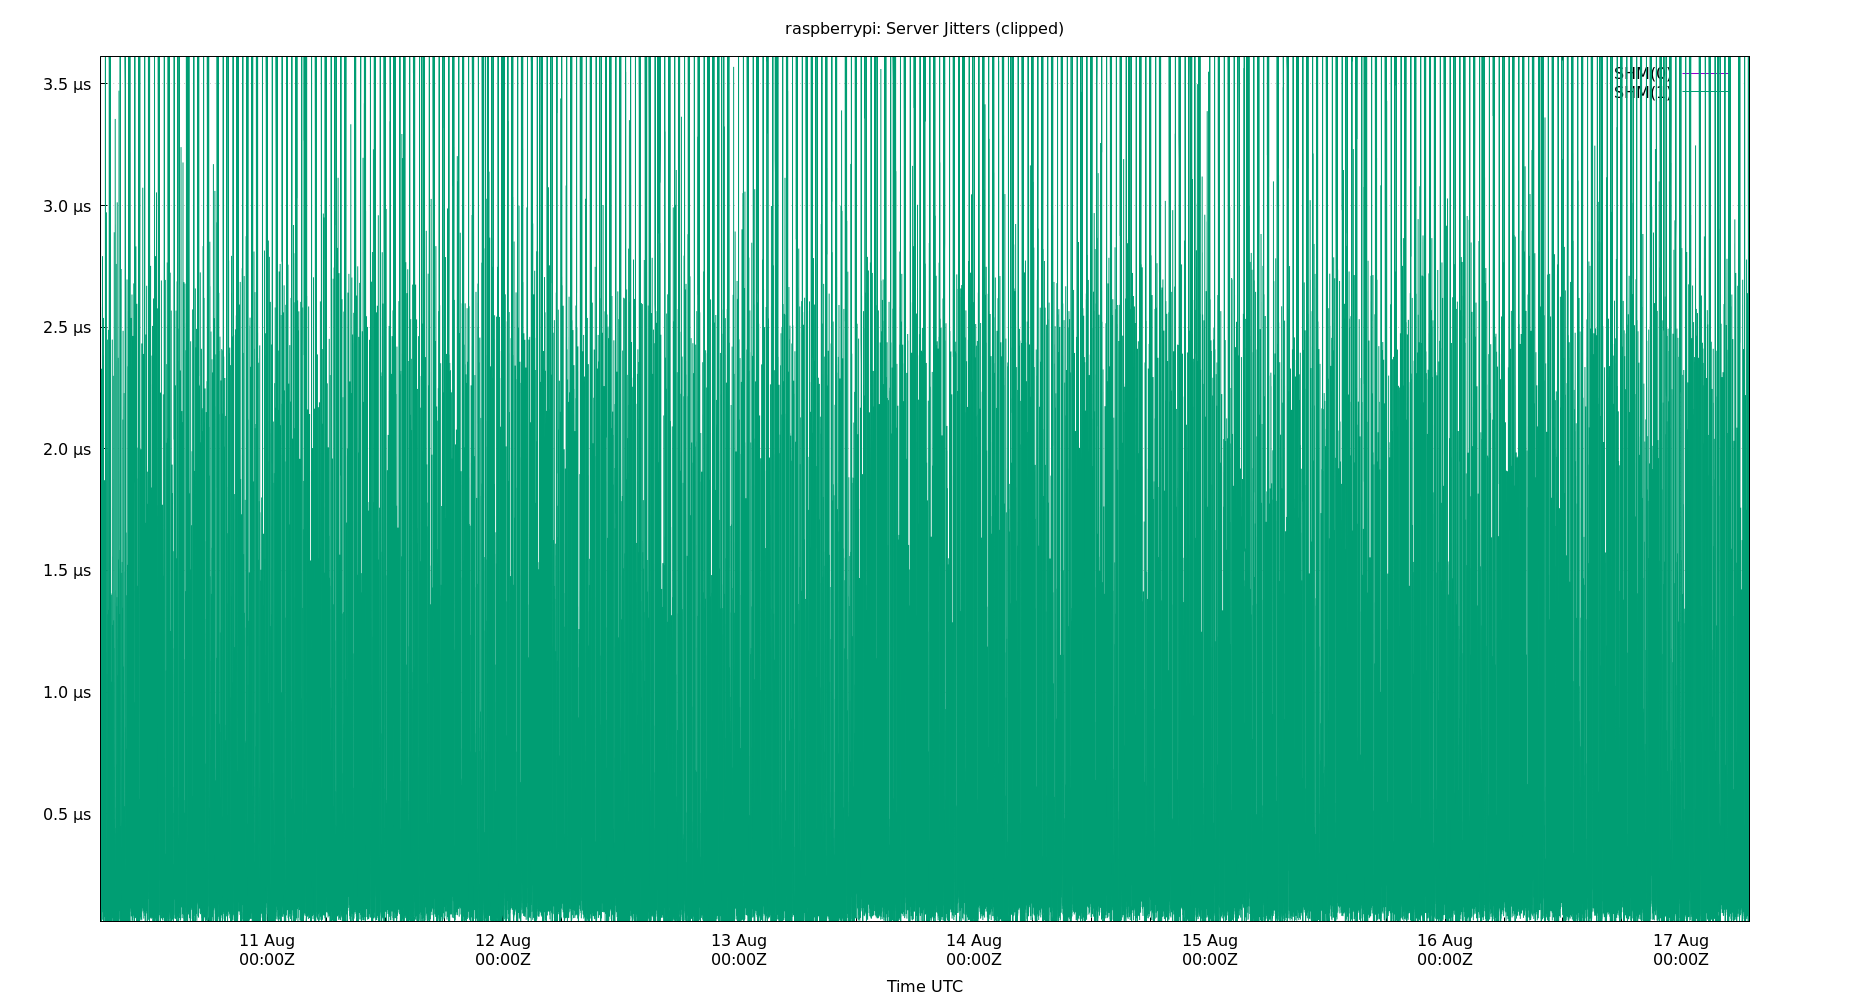 raspberrypi: Server Jitters (clipped)
3.5 µs
SHM(0)
SHM(1)
3.0 µs
2.5 µs
2.0 µs
1.5 µs
1.0 µs
0.5 µs
11 Aug 12 Aug 13 Aug 14 Aug 15 Aug 16 Aug 17 Aug
00:00Z 00:00Z 00:00Z 00:00Z 00:00Z 00:00Z 00:00Z
Time UTC